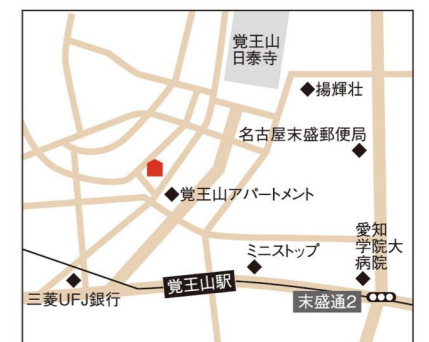 覚王山
日泰寺
揚輝荘
名古屋末盛郵便局
覚王山アパートメント
愛知
学院大
病院
ミニストップ
覚王山駅
三菱UFJ銀行
末盛通2